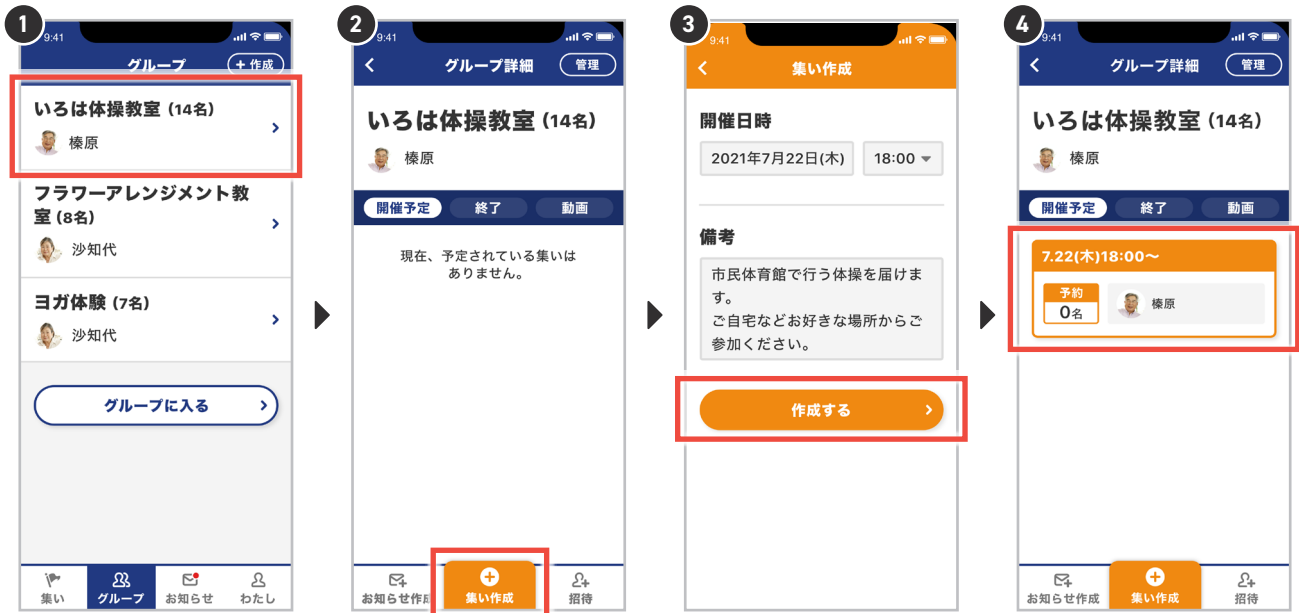 1
9:41
グループ
+ 作成
いろは体操教室 (14名)
榛原
フラワーアレンジメント教
室 (8名)
沙知代
ヨガ体験 (7名)
沙知代
グループに入る
集い
グループ
お知らせ
わたし
2
9:41
グループ詳細
管理
いろは体操教室 (14名)
榛原
開催予定
終了
動画
現在、予定されている集いは
ありません。
お知らせ作成
集い作成
招待
3
9:41
集い作成
開催日時
2021年7月22日(木)
18:00
備考
市民体育館で行う体操を届けま
す。
ご自宅などお好きな場所からご
参加ください。
作成する
4
9:41
グループ詳細
管理
いろは体操教室 (14名)
榛原
開催予定
終了
動画
7.22(木)18:00〜
予約
0名
榛原
お知らせ作成
集い作成
招待